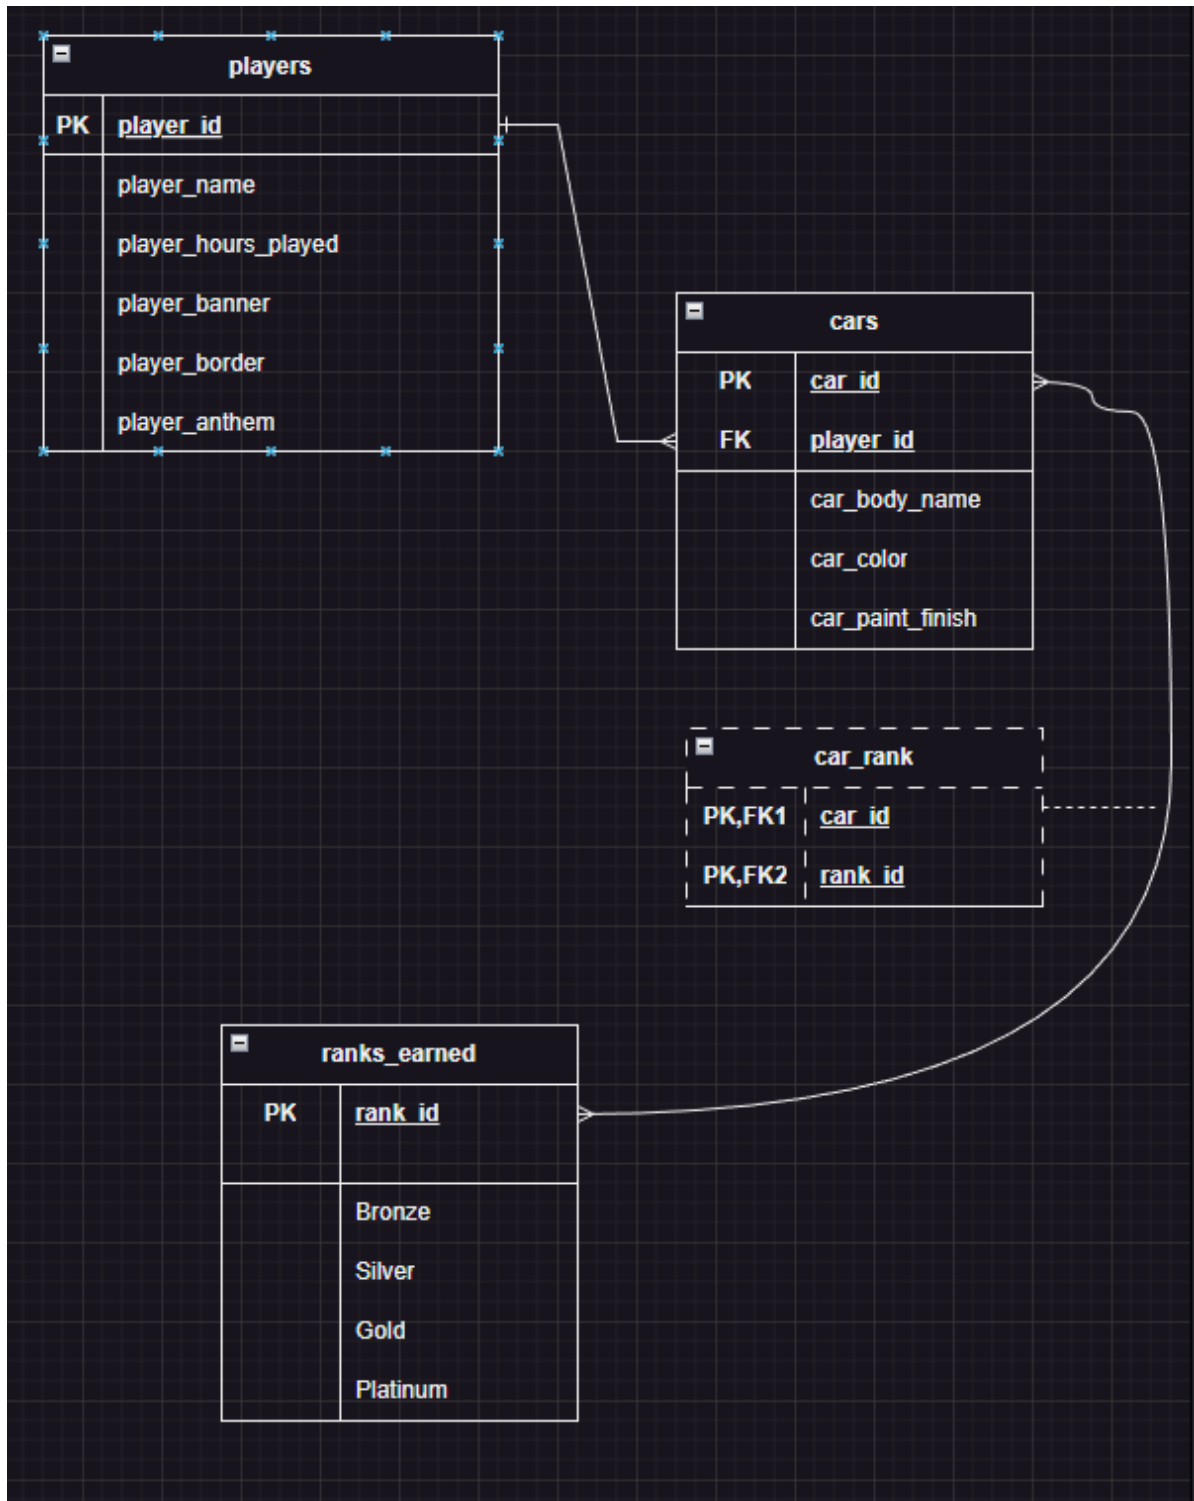 players
PK player_id
player_name
player_hours_played
player_banner
player_border
player_anthem
cars
PK car_id
FK player_id
car_body_name
car_color
car_paint_finish
car_rank
PK,FK1 car_id
PK,FK2 rank_id
ranks_earned
PK rank_id
Bronze
Silver
Gold
Platinum